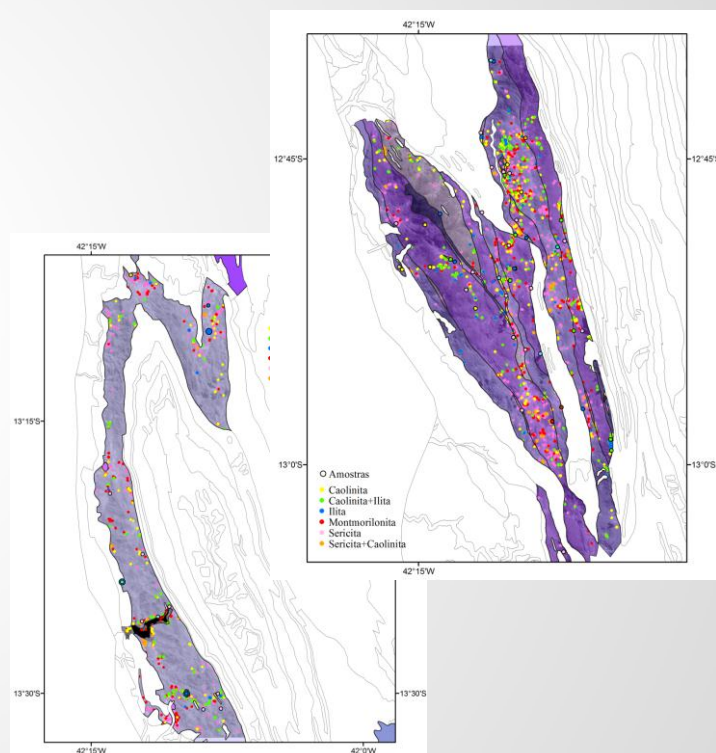 42°15'W
12°45'S
12°45'S
13°0'S
13°0'S
42°15'W
Amostras
Caolinita
Caolinita+Ilita
Ilita
Montmorilonita
Sericita
Sericita+Caolinita
42°15'W
13°15'S
13°30'S
13°30'S
42°15'W
42°0'W